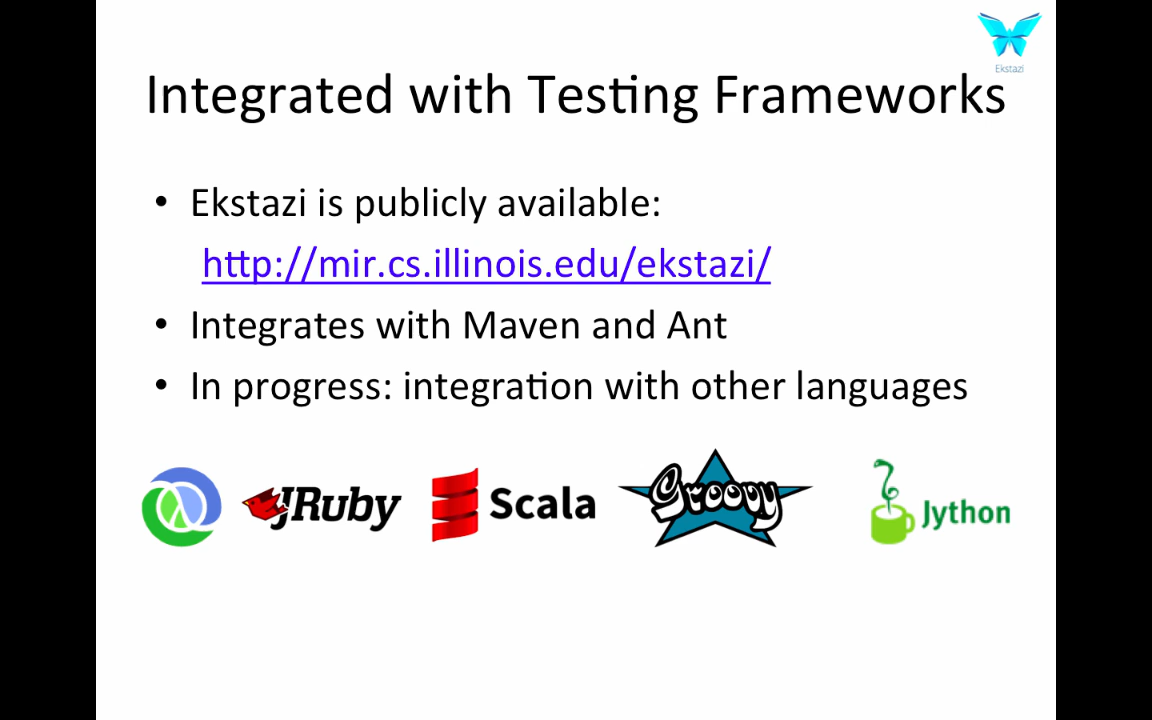 Ekstazi
Integrated with Testing Frameworks
• Ekstazi is publicly available:
http://mir.cs.illinois.edu/ekstazi/
• Integrates with Maven and Ant
• In progress: integration with other languages
JRuby Scala Groovy Jython